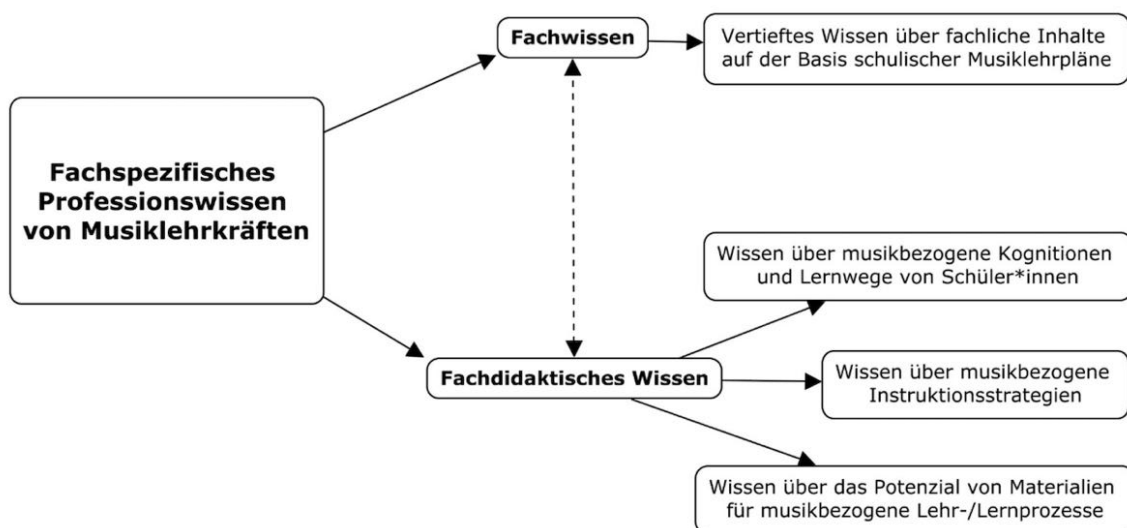 Fachwissen
Vertieftes Wissen über fachliche Inhalte
auf der Basis schulischer Musiklehrpläne
Fachspezifisches
Professionswissen
von Musiklehrkräften
Wissen über musikbezogene Kognitionen
und Lernwege von Schüler*innen
Fachdidaktisches Wissen
Wissen über musikbezogene
Instruktionsstrategien
Wissen über das Potenzial von Materialien
für musikbezogene Lehr-/Lernprozesse